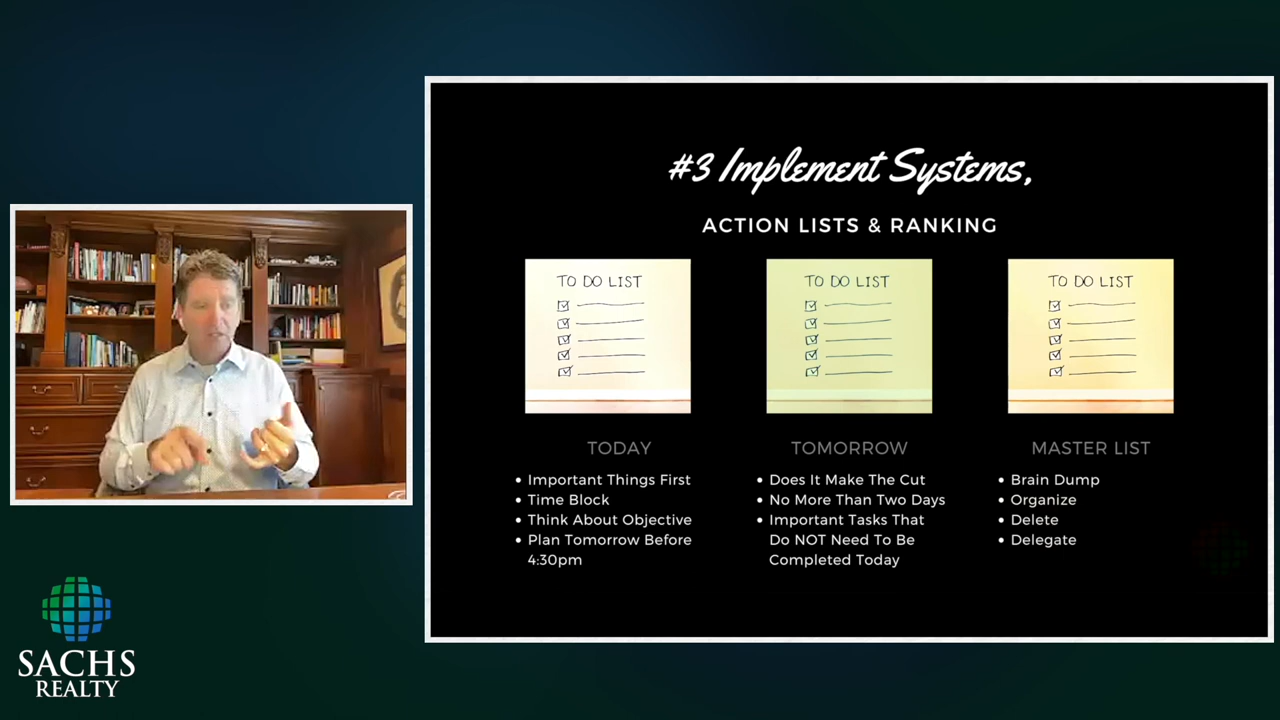 #3 Implement Systems,
ACTION LISTS & RANKING
TO DO LIST
TO DO LIST
TO DO LIST
TODAY
• Important Things First
• Time Block
• Think About Objective
• Plan Tomorrow Before
4:30pm
TOMORROW
• Does It Make The Cut
• No More Than Two Days
• Important Tasks That
Do NOT Need To Be
Completed Today
MASTER LIST
• Brain Dump
• Organize
• Delete
• Delegate
SACHS
REALTY